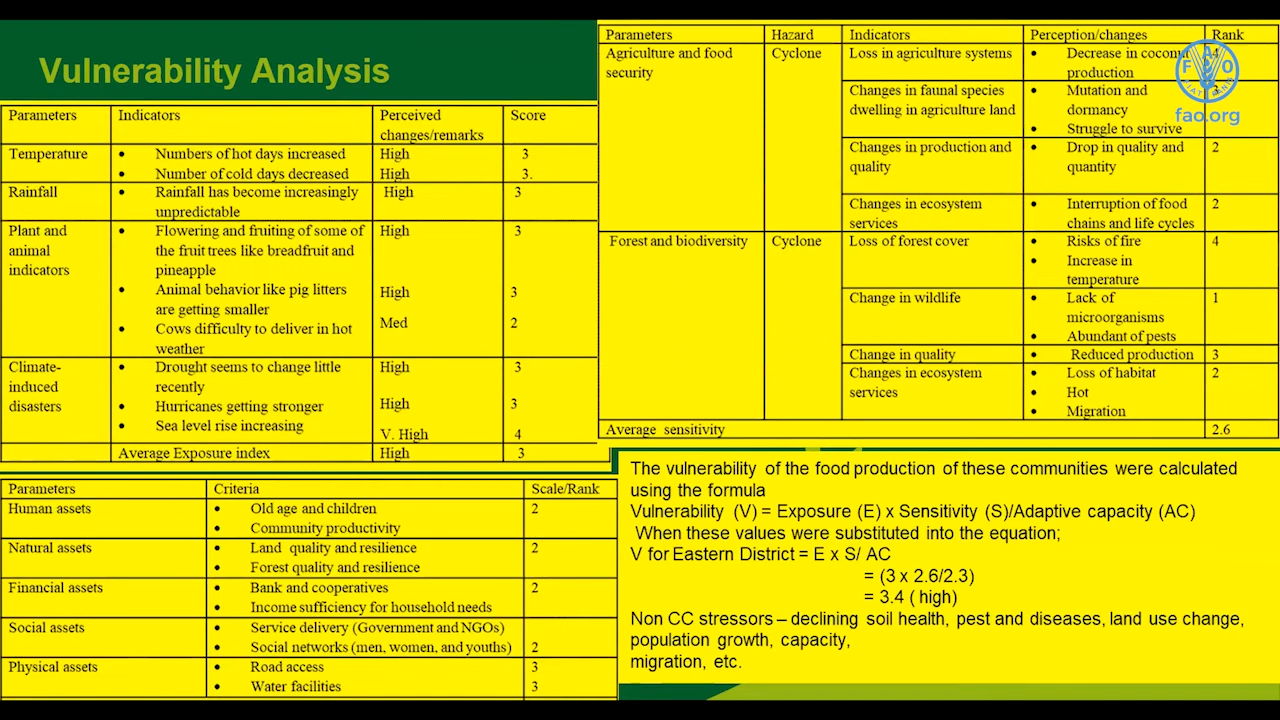 Vulnerability Analysis
Parameters Indicators Perceived changes/remarks Score
Temperature • Numbers of hot days increased High 3
• Number of cold days decreased High 3.
Rainfall • Rainfall has become increasingly unpredictable High 3
Plant and animal indicators • Flowering and fruiting of some of the fruit trees like breadfruit and pineapple High 3
• Animal behavior like pig litters are getting smaller High 3
• Cows difficulty to deliver in hot weather Med 2
Climate-induced disasters • Drought seems to change little recently High 3
• Hurricanes getting stronger High 3
• Sea level rise increasing V. High 4
Average Exposure index High 3
Parameters Criteria Scale/Rank
Human assets • Old age and children 2
• Community productivity
Natural assets • Land quality and resilience 2
• Forest quality and resilience
Financial assets • Bank and cooperatives 2
• Income sufficiency for household needs
Social assets • Service delivery (Government and NGOs)
• Social networks (men, women, and youths) 2
Physical assets • Road access 3
• Water facilities 3
Parameters Hazard Indicators Perception/changes Rank
Agriculture and food security Cyclone Loss in agriculture systems • Decrease in coconut production 4
Changes in faunal species dwelling in agriculture land • Mutation and dormancy
• Struggle to survive
Changes in production and quality • Drop in quality and quantity 2
Changes in ecosystem services • Interruption of food chains and life cycles 2
Forest and biodiversity Cyclone Loss of forest cover • Risks of fire 4
• Increase in temperature
Change in wildlife • Lack of microorganisms 1
• Abundant of pests
Change in quality • Reduced production 3
Changes in ecosystem services • Loss of habitat 2
• Hot
• Migration
Average sensitivity 2.6
FAO
FIAT PANIS
fao.org
The vulnerability of the food production of these communities were calculated
using the formula
Vulnerability (V) = Exposure (E) x Sensitivity (S)/Adaptive capacity (AC)
When these values were substituted into the equation;
V for Eastern District = E x S/ AC
= (3 x 2.6/2.3)
= 3.4 ( high)
Non CC stressors – declining soil health, pest and diseases, land use change,
population growth, capacity,
migration, etc.